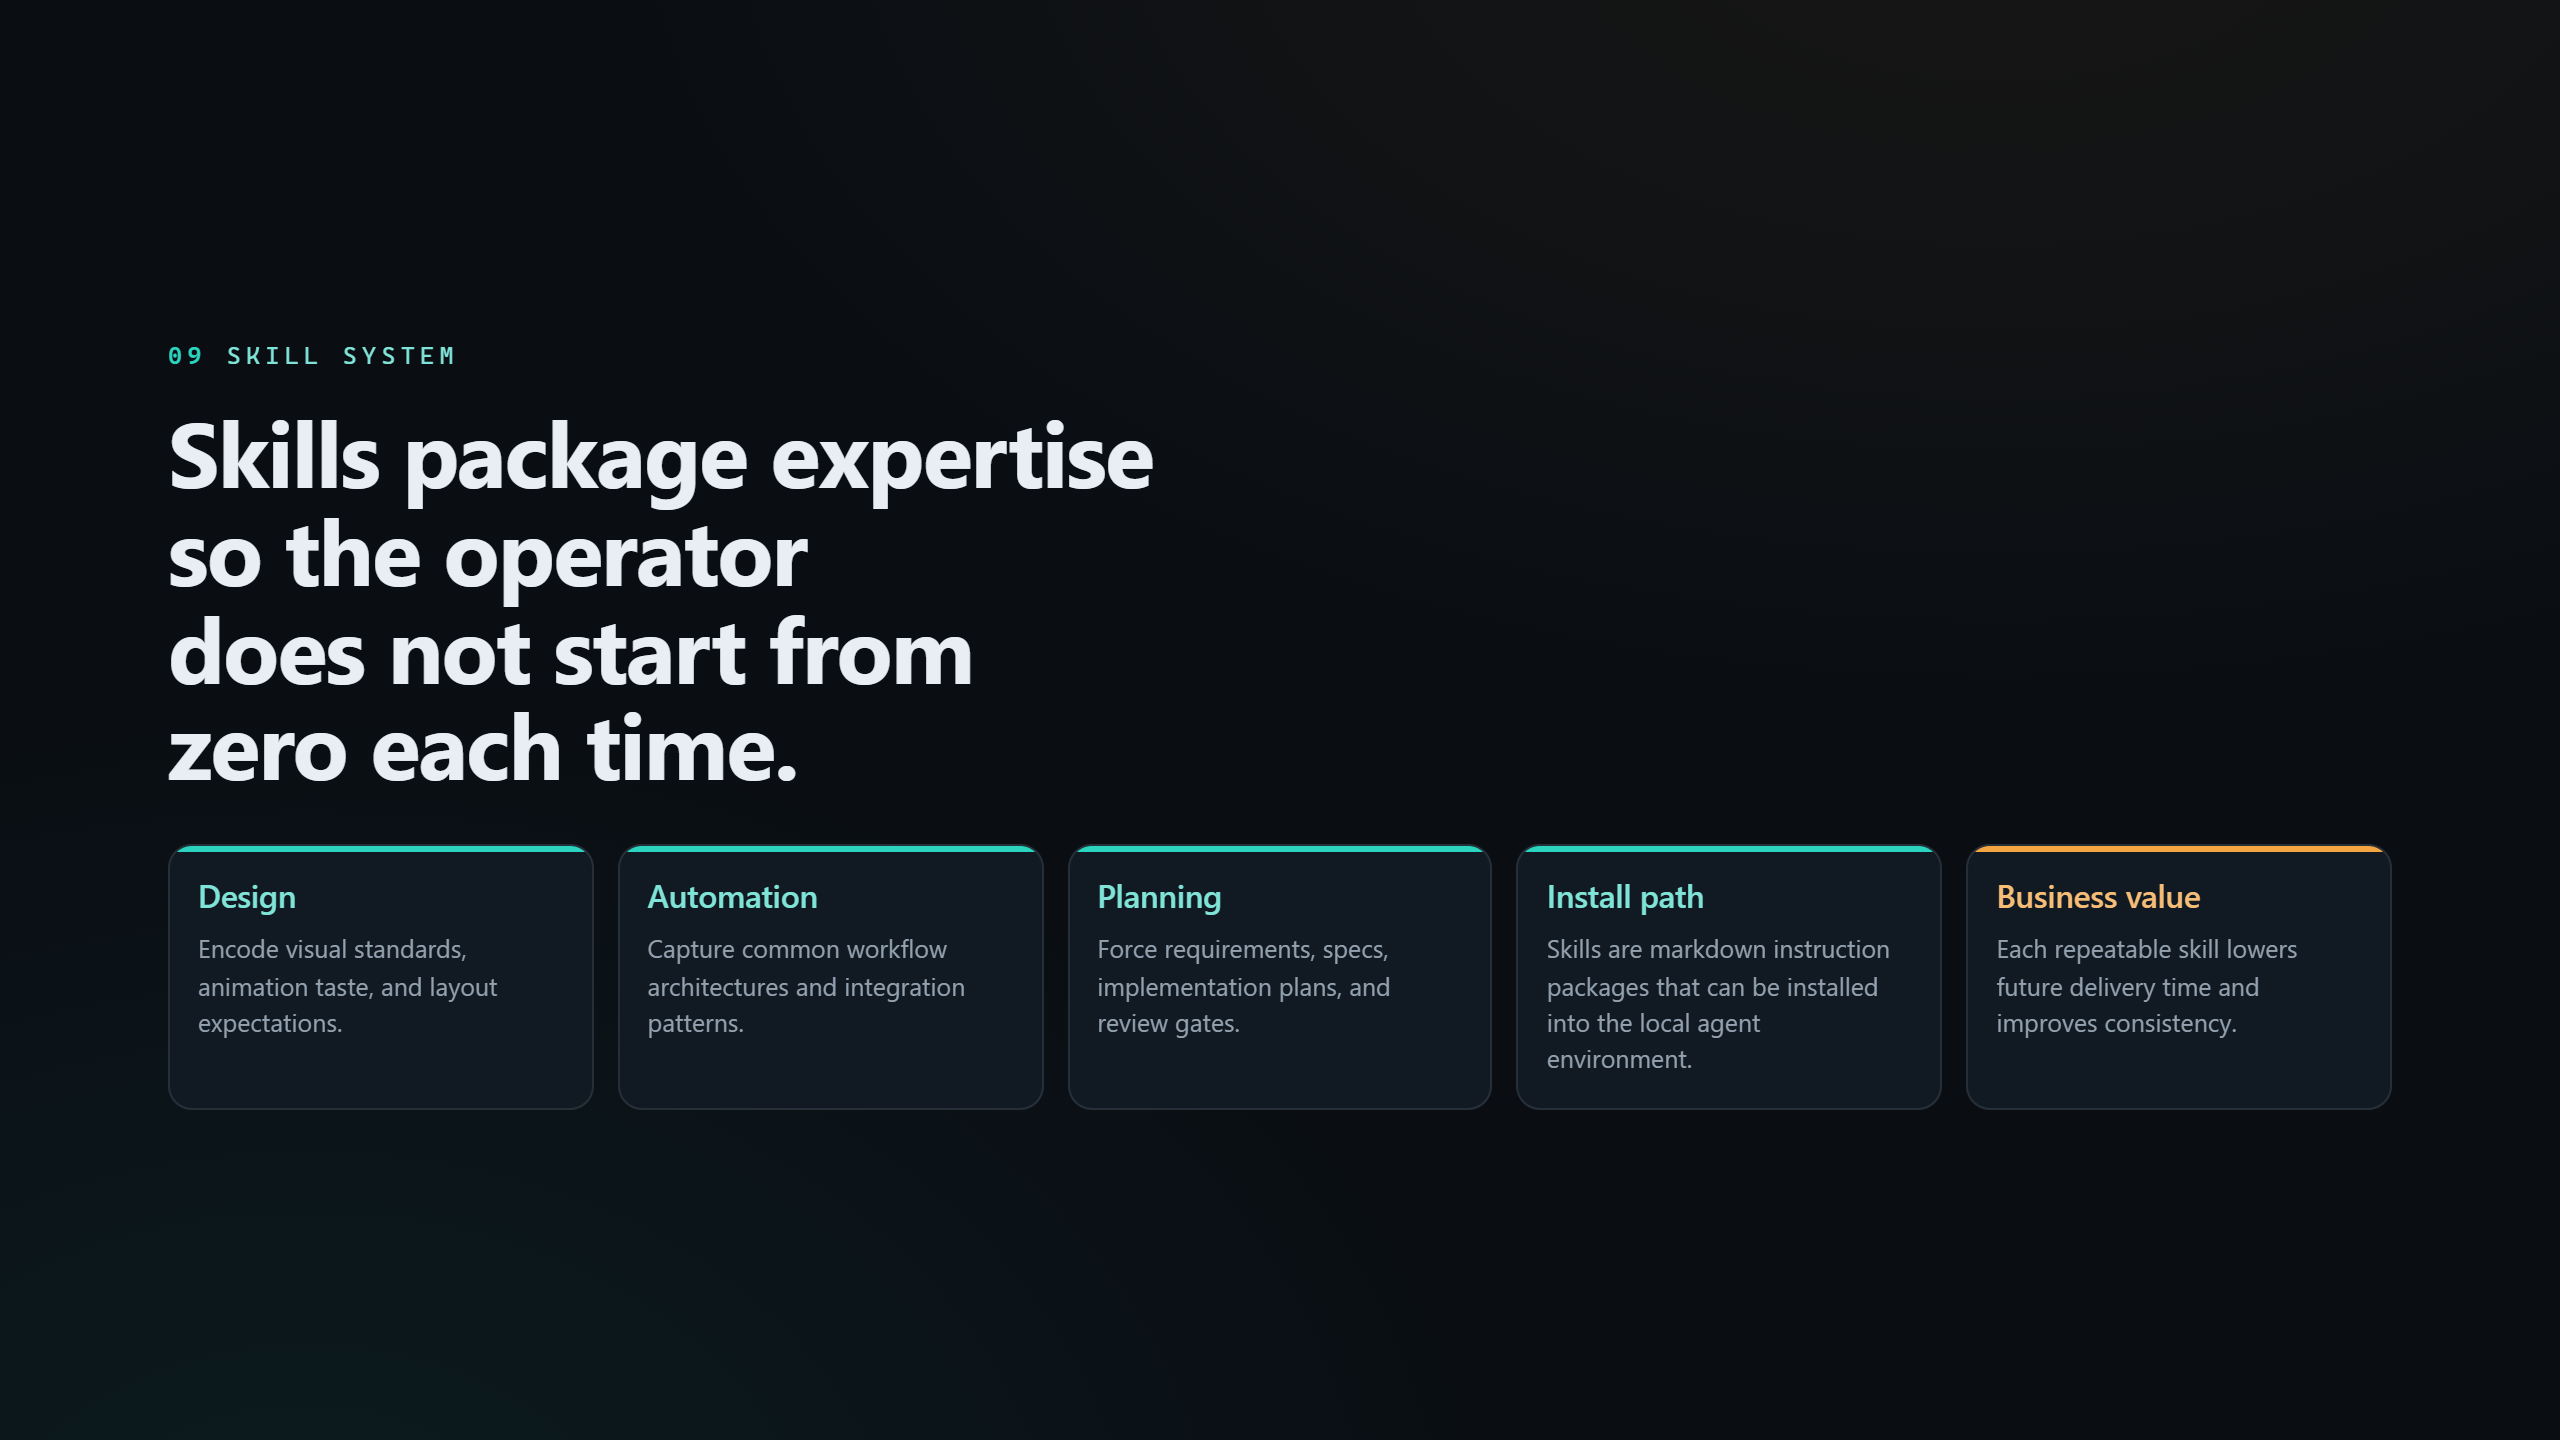 09 SKILL SYSTEM
Skills package expertise
so the operator
does not start from
zero each time.
Design
Encode visual standards,
animation taste, and layout
expectations.
Automation
Capture common workflow
architectures and integration
patterns.
Planning
Force requirements, specs,
implementation plans, and
review gates.
Install path
Skills are markdown instruction
packages that can be installed
into the local agent
environment.
Business value
Each repeatable skill lowers
future delivery time and
improves consistency.